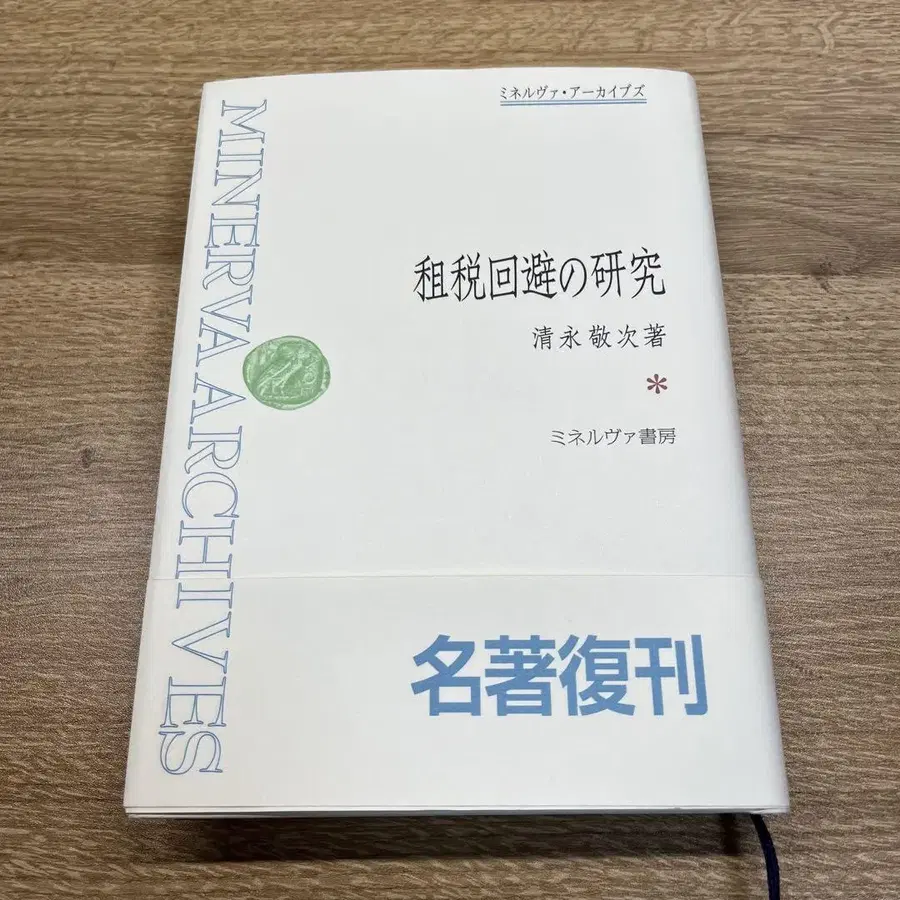 ミネルヴァ・アーカイブズ
MINERVA ARCHIVES
租税回避の研究
清永敬次著
*
ミネルヴァ書房
名著復刊